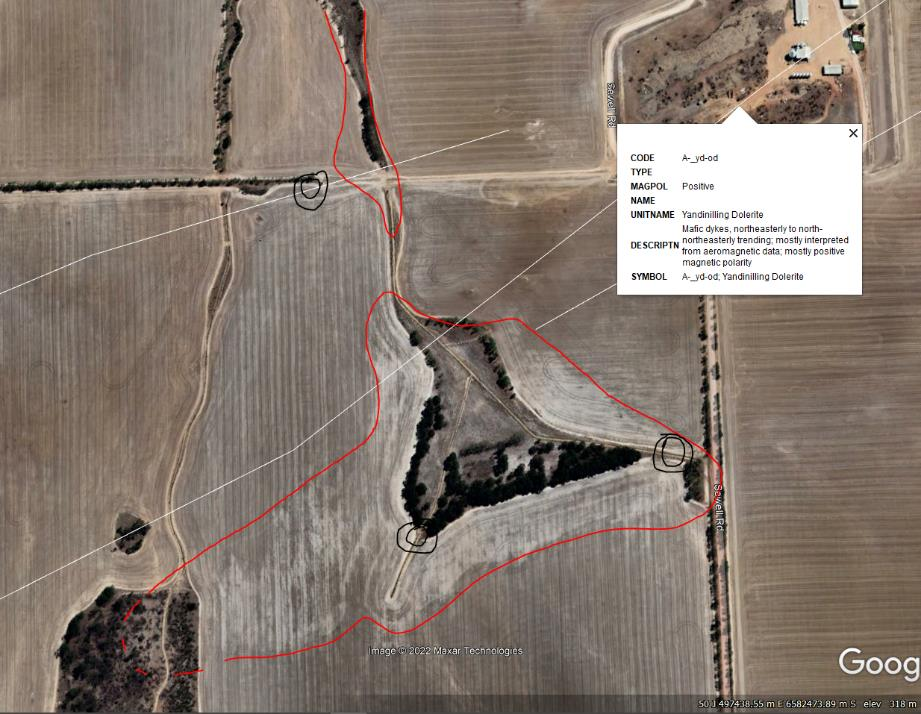 Sewell Rd
CODE A-_yd-od
TYPE
MAGPOL Positive
NAME
UNITNAME Yandinilling Dolerite
DESCRIPTN Mafic dykes, northeasterly to north-
northeasterly trending; mostly interpreted
from aeromagnetic data; mostly positive
magnetic polarity
SYMBOL A-_yd-od; Yandinilling Dolerite
Sewell Rd
Image © 2022 Maxar Technologies
Goog
50 J 497438.55 m E 6582473.89 m S elev 318 m